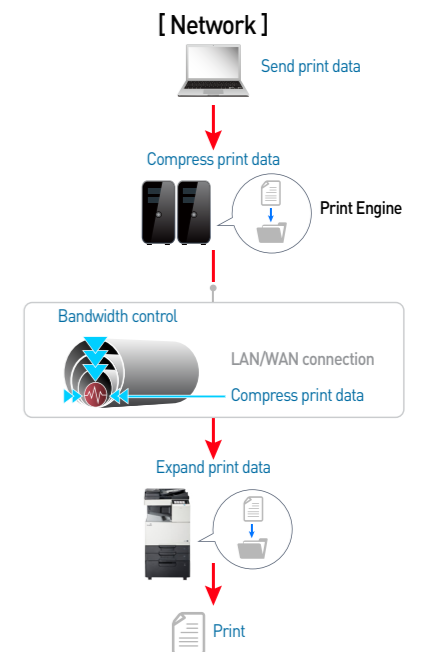 [ Network ]
Send print data
Compress print data
Print Engine
Bandwidth control
LAN/WAN connection
Compress print data
Expand print data
Print